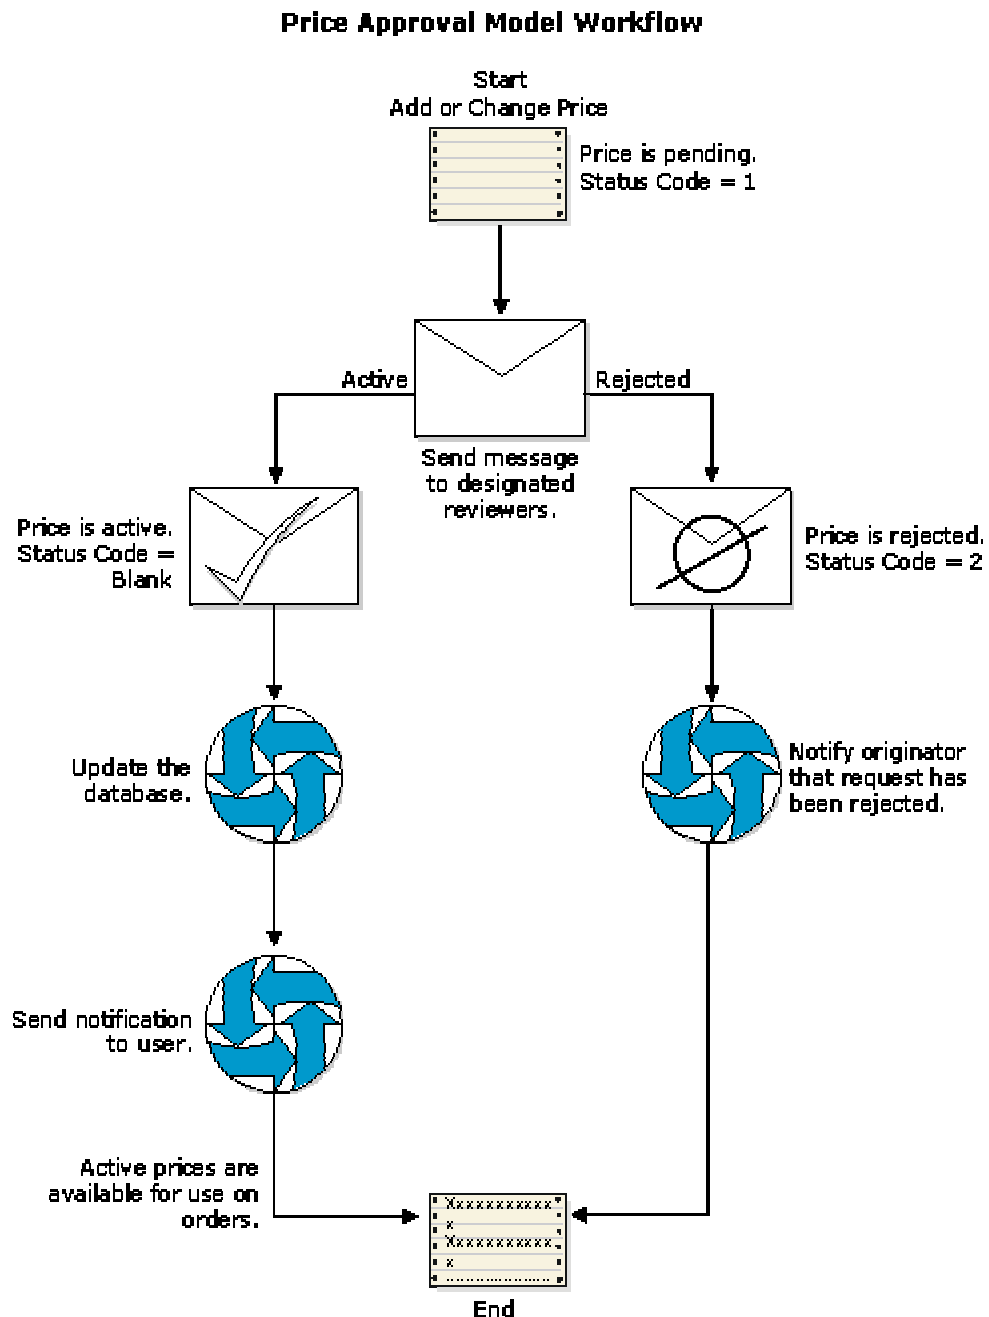 Price Approval Model Workflow
Start
Add or Change Price
Price is pending.
Status Code = 1
Active
Rejected
Send message
to designated
reviewers.
Price is active.
Status Code =
Blank
Price is rejected.
Status Code = 2
Update the
database.
Notify originator
that request has
been rejected.
Send notification
to user.
Active prices are
available for use on
orders.
Xxxxxxxxxxx
x
Xxxxxxxxxxx
x
End